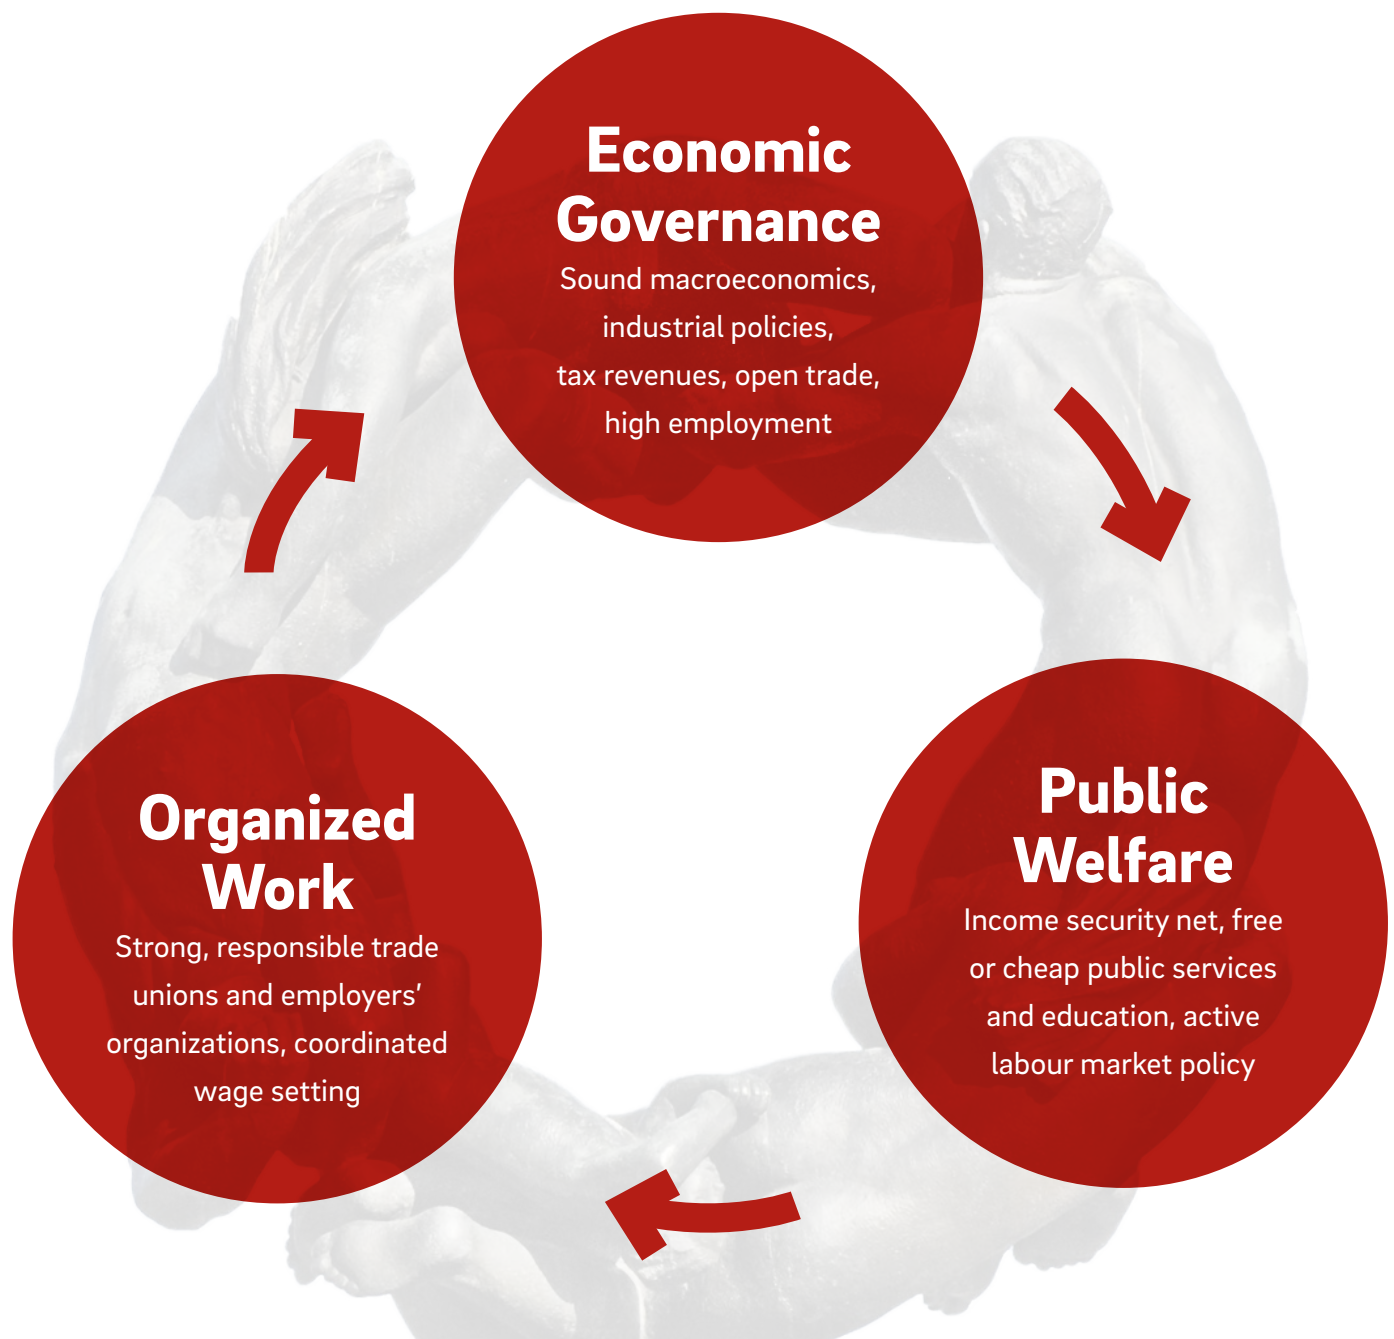 Economic
Governance
Sound macroeconomics,
industrial policies,
tax revenues, open trade,
high employment
Organized
Work
Strong, responsible trade
unions and employers’
organizations, coordinated
wage setting
Public
Welfare
Income security net, free
or cheap public services
and education, active
labour market policy